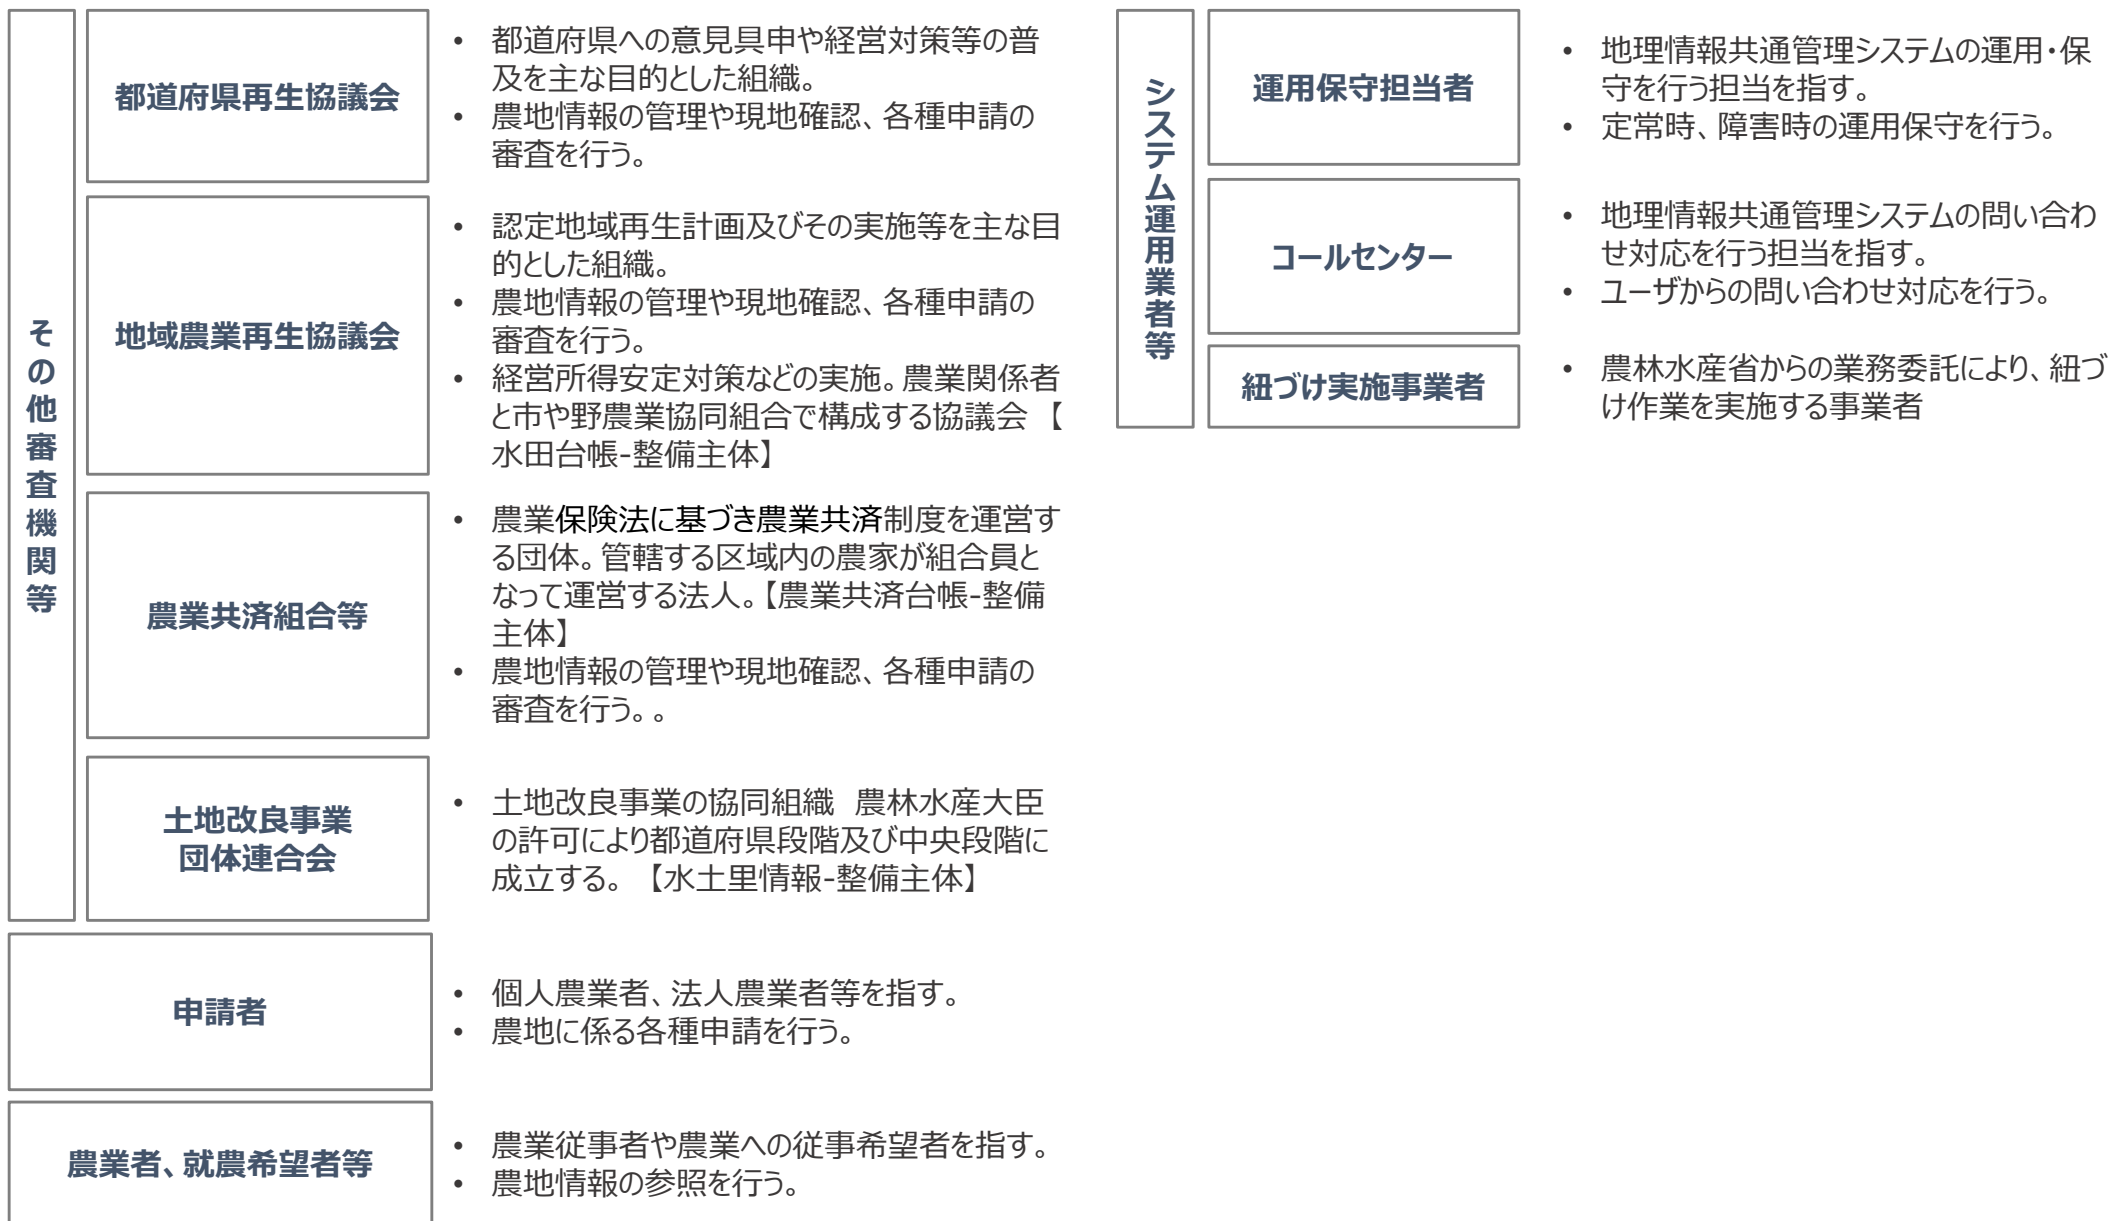 その他審査機関等
都道府県再生協議会
• 都道府県への意見具申や経営対策等の普
及を主な目的とした組織。
• 農地情報の管理や現地確認、各種申請の
審査を行う。
地域農業再生協議会
• 認定地域再生計画及びその実施等を主な目
的とした組織。
• 農地情報の管理や現地確認、各種申請の
審査を行う。
• 経営所得安定対策などの実施。農業関係者
と市や野農業協同組合で構成する協議会 【
水田台帳-整備主体】
農業共済組合等
• 農業保険法に基づき農業共済制度を運営す
る団体。管轄する区域内の農家が組合員と
なって運営する法人。【農業共済台帳-整備
主体】
• 農地情報の管理や現地確認、各種申請の
審査を行う。。
土地改良事業
団体連合会
• 土地改良事業の協同組織 農林水産大臣
の許可により都道府県段階及び中央段階に
成立する。 【水土里情報-整備主体】
申請者
• 個人農業者、法人農業者等を指す。
• 農地に係る各種申請を行う。
農業者、就農希望者等
• 農業従事者や農業への従事希望者を指す。
• 農地情報の参照を行う。
システム運用業者等
運用保守担当者
• 地理情報共通管理システムの運用・保
守を行う担当を指す。
• 定常時、障害時の運用保守を行う。
コールセンター
• 地理情報共通管理システムの問い合わ
せ対応を行う担当を指す。
• ユーザからの問い合わせ対応を行う。
紐づけ実施事業者
• 農林水産省からの業務委託により、紐づ
け作業を実施する事業者